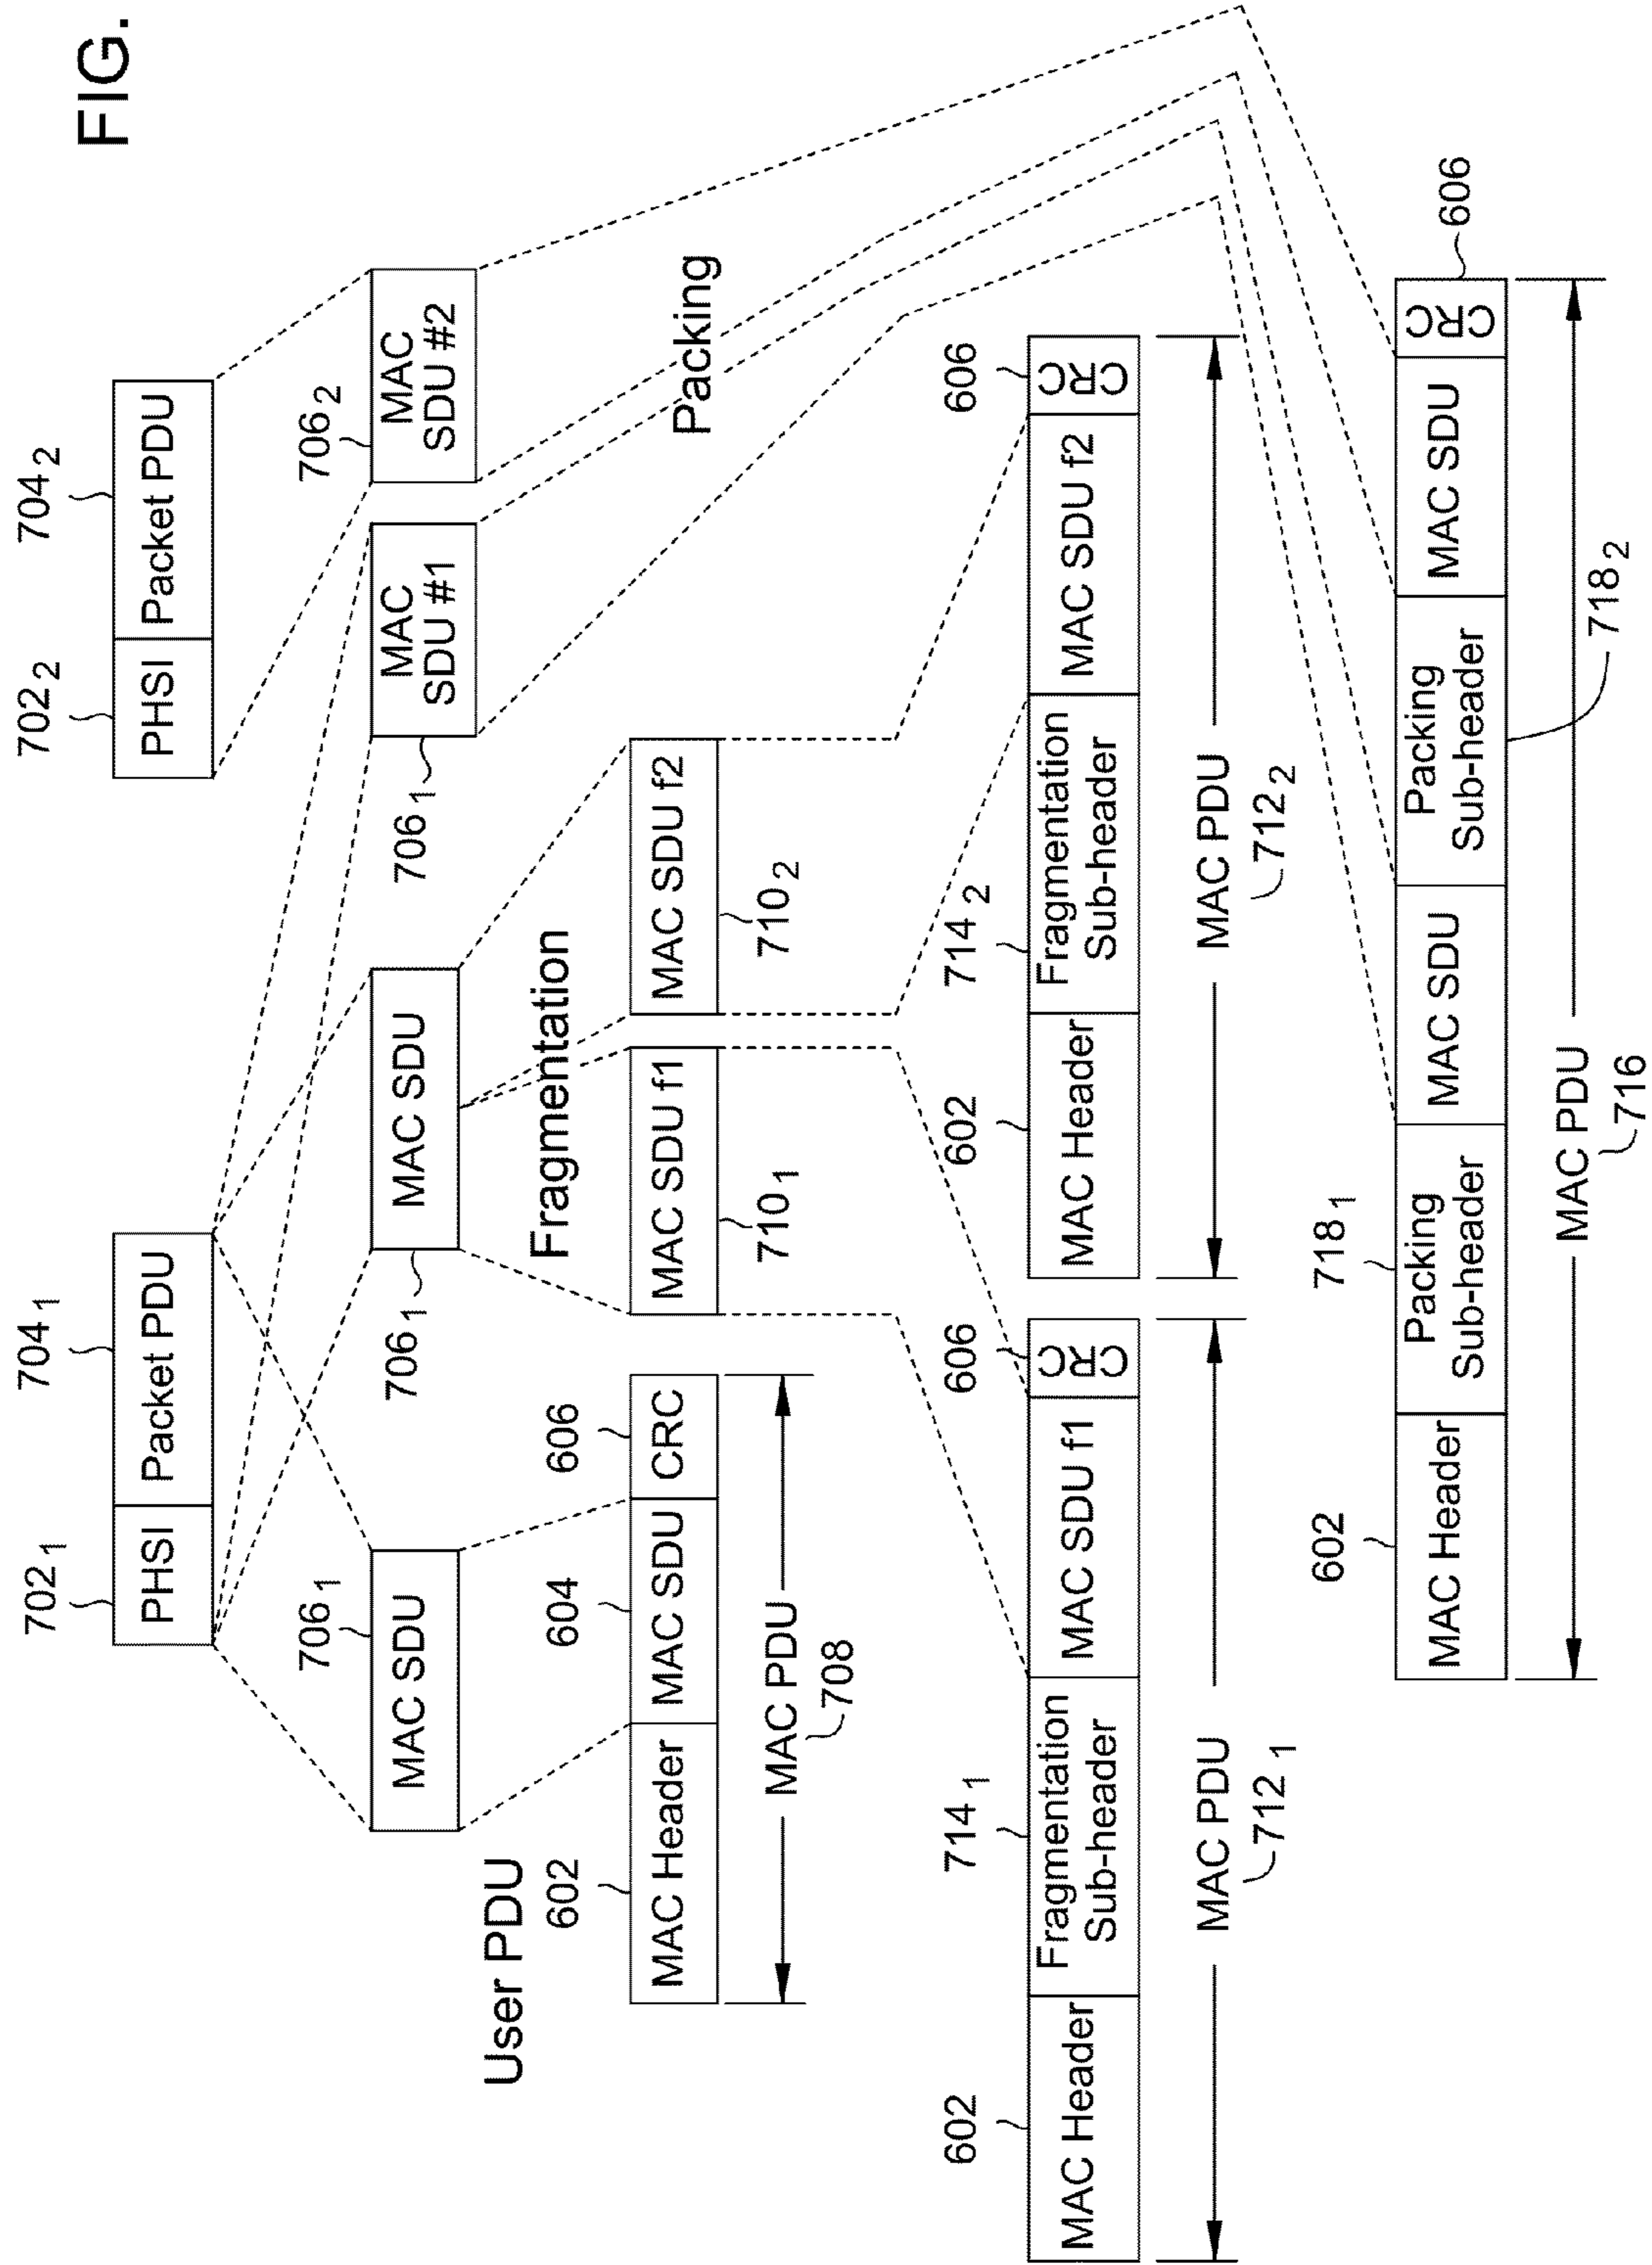 FIG.
702₁
704₁
702₂
704₂
PHSI
Packet PDU
PHSI
Packet PDU
706₁
706₂
MAC SDU
MAC SDU
MAC
SDU #1
MAC
SDU #2
706₁
706₁
User PDU
Fragmentation
Packing
602
604
606
MAC Header
MAC SDU
CRC
MAC SDU f1
MAC SDU f2
710₁
710₂
MAC PDU
708
602
714₁
606
602
714₂
606
MAC Header
Fragmentation
Sub-header
MAC SDU f1
CRC
MAC Header
Fragmentation
Sub-header
MAC SDU f2
CRC
MAC PDU
712₁
MAC PDU
712₂
602
718₁
606
MAC Header
Packing
Sub-header
MAC SDU
Packing
Sub-header
MAC SDU
CRC
MAC PDU
716
718₂